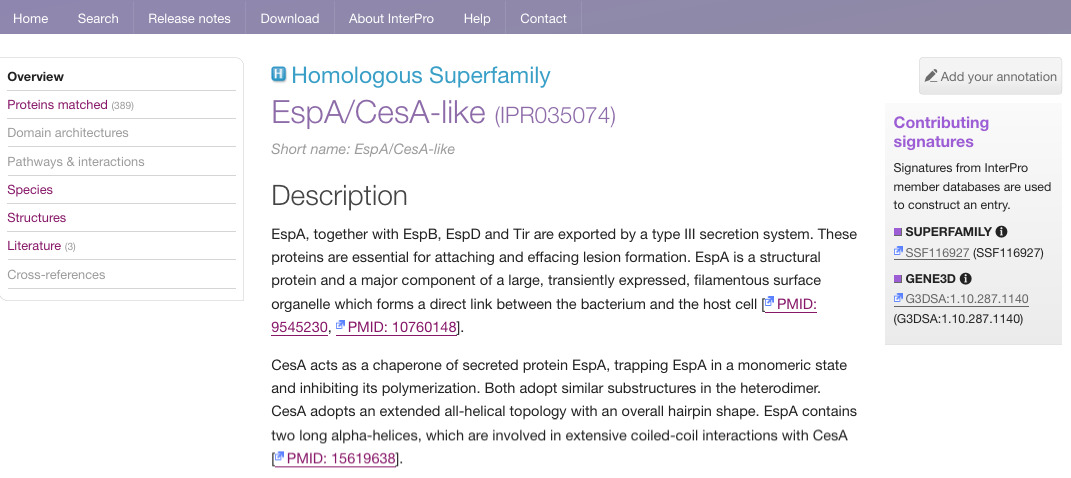 Home Search Release notes Download About InterPro Help Contact
Overview
Proteins matched (389)
Domain architectures
Pathways & interactions
Species
Structures
Literature (3)
Cross-references
H Homologous Superfamily
EspA/CesA-like (IPR035074)
Short name: EspA/CesA-like
Description
EspA, together with EspB, EspD and Tir are exported by a type III secretion system. These
proteins are essential for attaching and effacing lesion formation. EspA is a structural
protein and a major component of a large, transiently expressed, filamentous surface
organelle which forms a direct link between the bacterium and the host cell [PMID:
9545230, PMID: 10760148].
CesA acts as a chaperone of secreted protein EspA, trapping EspA in a monomeric state
and inhibiting its polymerization. Both adopt similar substructures in the heterodimer.
CesA adopts an extended all-helical topology with an overall hairpin shape. EspA contains
two long alpha-helices, which are involved in extensive coiled-coil interactions with CesA
[PMID: 15619638].
Add your annotation
Contributing
signatures
Signatures from InterPro
member databases are used
to construct an entry.
SUPERFAMILY
SSF116927 (SSF116927)
GENE3D
G3DSA:1.10.287.1140
(G3DSA:1.10.287.1140)